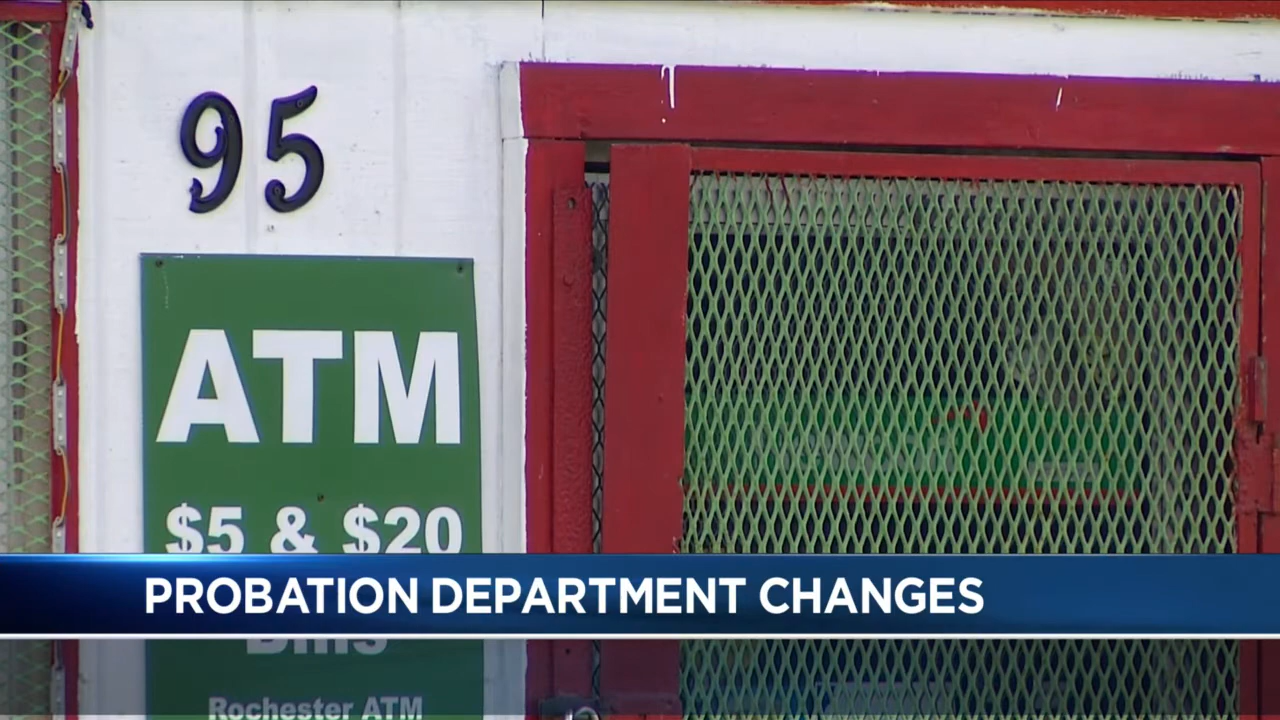 95
ATM
$5 & $20
PROBATION DEPARTMENT CHANGES
Bills
Rochester ATM